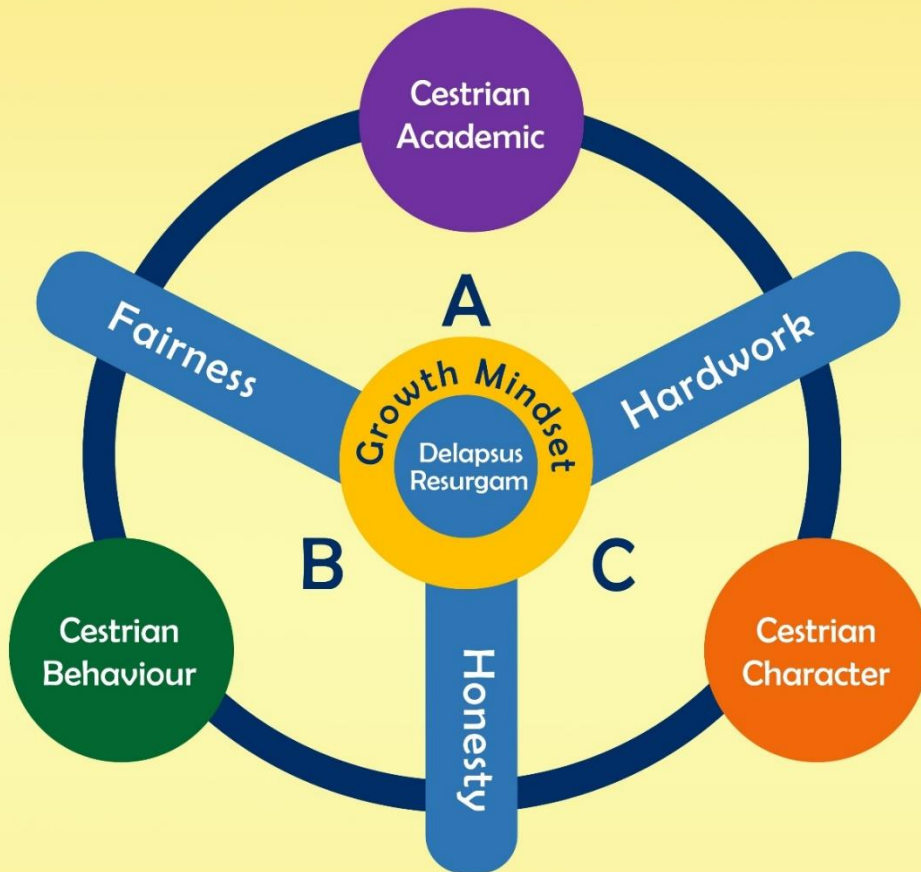 Cestrian
Academic
Fairness
A
Hardwork
Growth Mindset
Delapsus
Resurgam
B
C
Cestrian
Behaviour
Honesty
Cestrian
Character